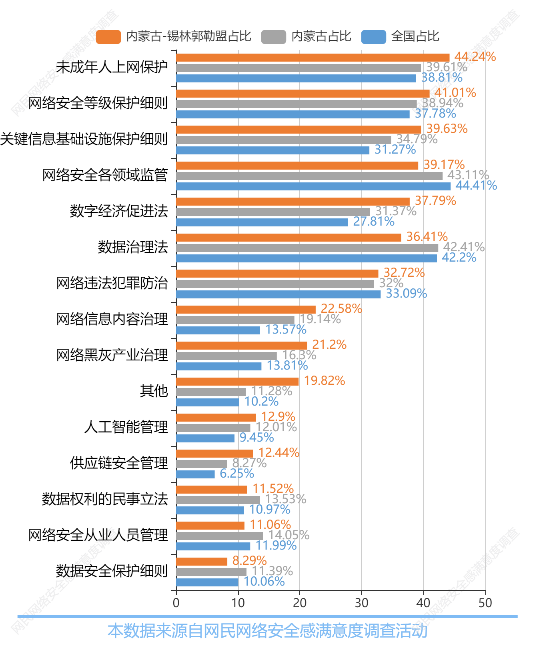 内蒙古-锡林郭勒盟占比 内蒙古占比 全国占比
未成年人上网保护 44.24% 39.61% 38.81%
网络安全等级保护细则 41.01% 38.94% 37.78%
关键信息基础设施保护细则 39.63% 34.79% 31.27%
网络安全各领域监管 39.17% 43.11% 44.41%
数字经济促进法 37.79% 31.37% 27.81%
数据治理法 36.41% 42.41% 42.2%
网络违法犯罪防治 32.72% 32% 33.09%
网络信息内容治理 22.58% 19.14% 13.57%
网络黑灰产业治理 21.2% 16.3% 13.81%
其他 19.82% 11.28% 10.2%
人工智能管理 12.9% 12.01% 9.45%
供应链安全管理 12.44% 8.27% 6.25%
数据权利的民事立法 11.52% 13.53% 10.97%
网络安全从业人员管理 11.06% 14.05% 11.99%
数据安全保护细则 8.29% 11.39% 10.06%
0 10 20 30 40 50
本数据来源自网民网络安全感满意度调查活动